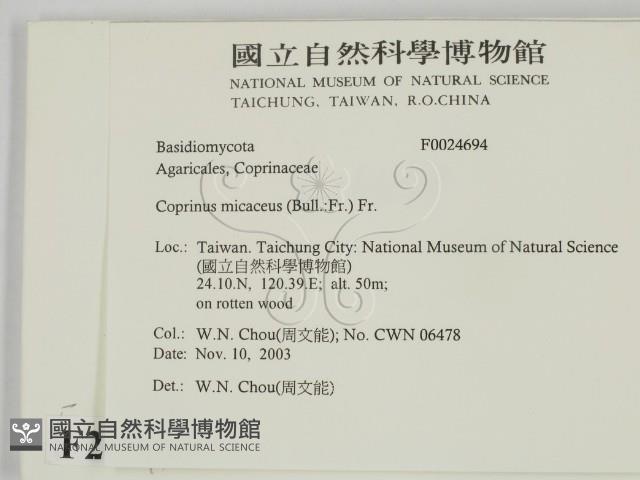 國立自然科學博物館
NATIONAL MUSEUM OF NATURAL SCIENCE
TAICHUNG, TAIWAN, R.O.CHINA
Basidiomycota F0024694
Agaricales, Coprinaceae
Coprinus micaceus (Bull.:Fr.) Fr.
Loc.: Taiwan. Taichung City: National Museum of Natural Science
(國立自然科學博物館)
24.10.N, 120.39.E; alt. 50m;
on rotten wood
Col.: W.N. Chou(周文能); No. CWN 06478
Date: Nov. 10, 2003
Det.: W.N. Chou(周文能)
國立自然科學博物館
NATIONAL MUSEUM OF NATURAL SCIENCE
F2